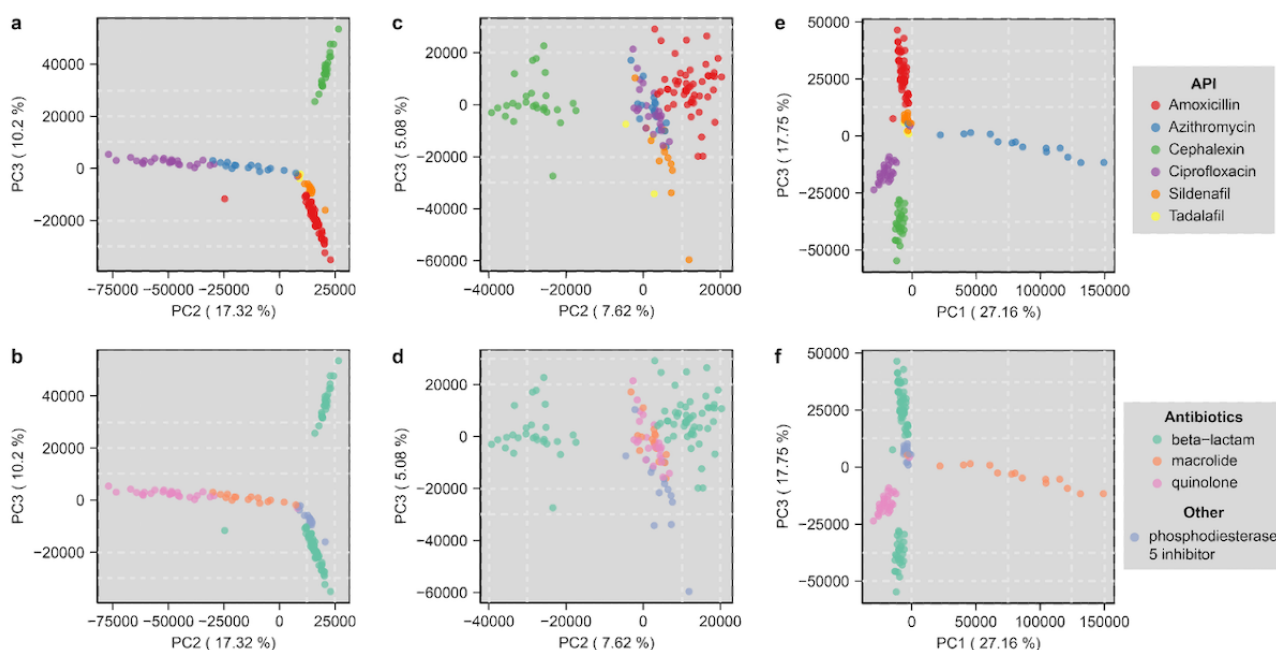 a
PC3 ( 10.2 %)
40000
20000
0
−20000
−75000 −50000 −25000 0 25000
PC2 ( 17.32 %)
c
PC3 ( 5.08 %)
20000
0
−20000
−40000
−60000
−40000 −20000 0 20000
PC2 ( 7.62 %)
e
PC3 ( 17.75 %)
50000
25000
0
−25000
−50000
0 50000 100000 150000
PC1 ( 27.16 %)
API
Amoxicillin
Azithromycin
Cephalexin
Ciprofloxacin
Sildenafil
Tadalafil
b
PC3 ( 10.2 %)
40000
20000
0
−20000
−75000 −50000 −25000 0 25000
PC2 ( 17.32 %)
d
PC3 ( 5.08 %)
20000
0
−20000
−40000
−60000
−40000 −20000 0 20000
PC2 ( 7.62 %)
f
PC3 ( 17.75 %)
50000
25000
0
−25000
−50000
0 50000 100000 150000
PC1 ( 27.16 %)
Antibiotics
beta−lactam
macrolide
quinolone
Other
phosphodiesterase
5 inhibitor